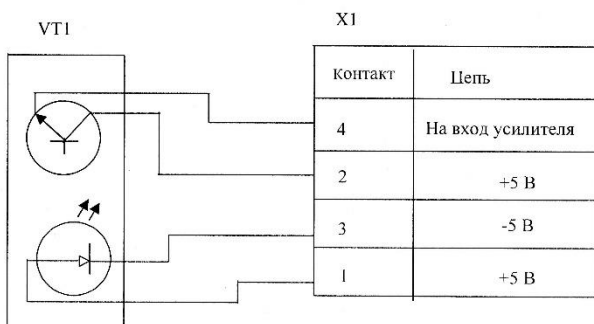 VT1
X1
Контакт Цепь
4 На вход усилителя
2 +5 В
3 -5 В
1 +5 В